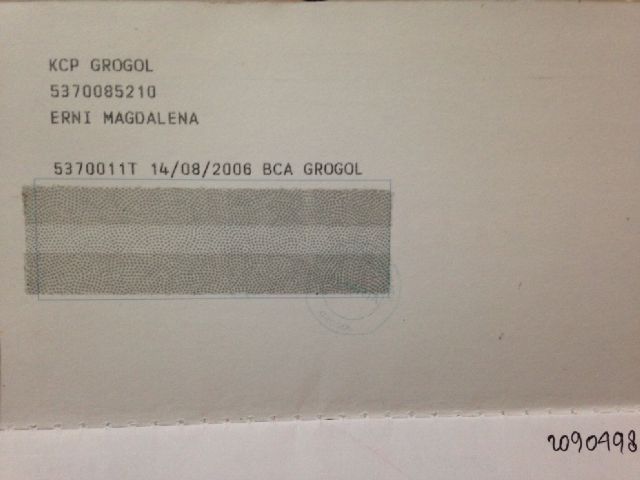 KCP GROGOL
5370085210
ERNI MAGDALENA
5370011T 14/08/2006 BCA GROGOL
2090498